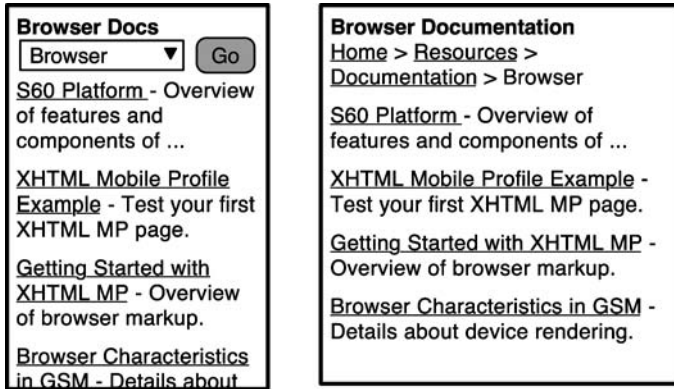 Browser Docs
Browser ▼ Go
S60 Platform - Overview
of features and
components of ...
XHTML Mobile Profile
Example - Test your first
XHTML MP page.
Getting Started with
XHTML MP - Overview
of browser markup.
Browser Characteristics
in GSM - Details about
Browser Documentation
Home > Resources >
Documentation > Browser
S60 Platform - Overview of
features and components of ...
XHTML Mobile Profile Example -
Test your first XHTML MP page.
Getting Started with XHTML MP -
Overview of browser markup.
Browser Characteristics in GSM -
Details about device rendering.